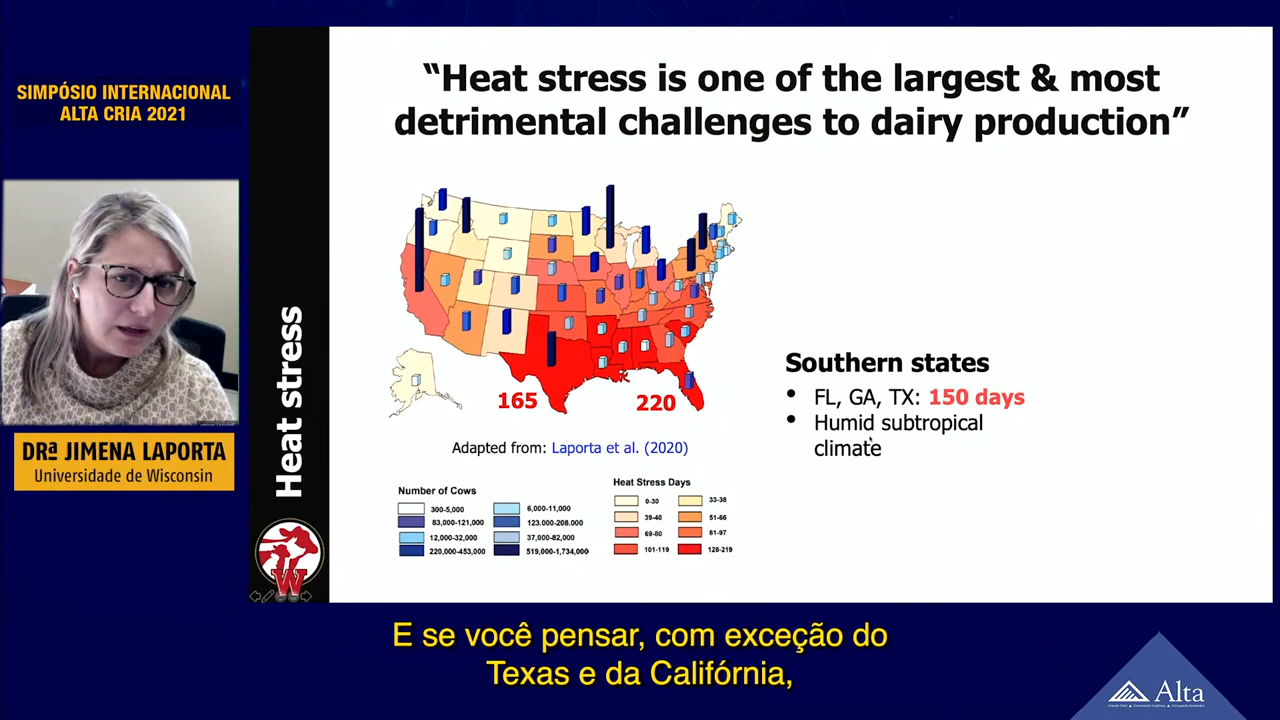 SIMPÓSIO INTERNACIONAL
ALTA CRIA 2021
DRª JIMENA LAPORTA
Universidade de Wisconsin
Heat stress
W
“Heat stress is one of the largest & most
detrimental challenges to dairy production”
165
220
Adapted from: Laporta et al. (2020)
Number of Cows
300-5,000
6,000-11,000
83,000-121,000
123.000-208.000
12,000-32,000
37,000-82,000
220,000-453,000
519,000-1,734,000
Heat Stress Days
0-30
33-38
39-40
51-66
69-80
81-97
101-119
128-219
Southern states
• FL, GA, TX: 150 days
• Humid subtropical
climate
E se você pensar, com exceção do
Texas e da Califórnia,
Alta